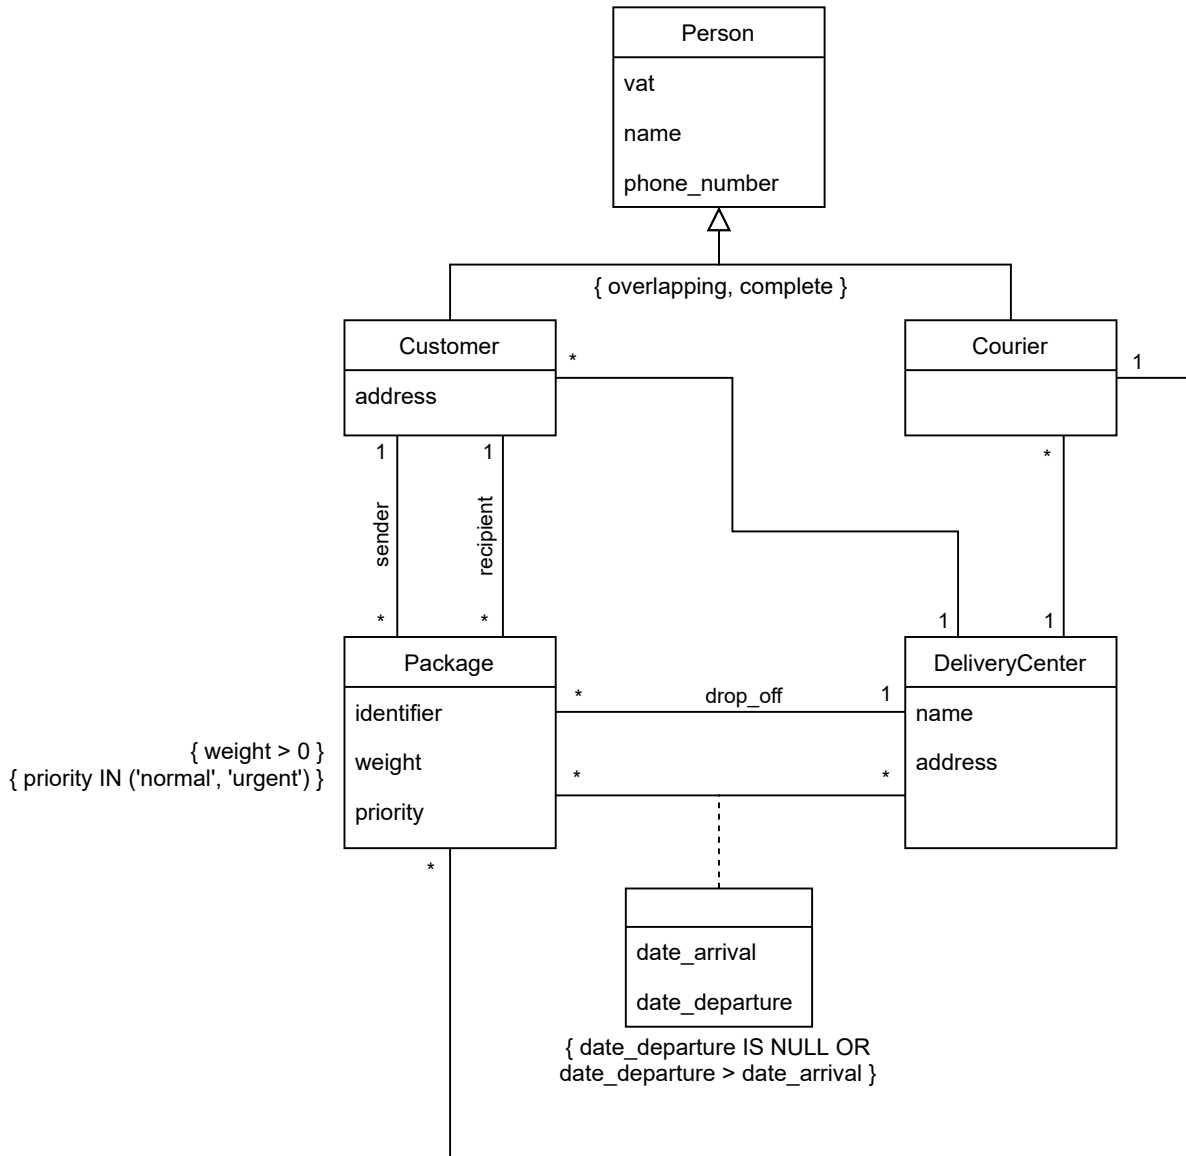 Person
vat
name
phone_number
{ overlapping, complete }
Customer
address
*
Courier
1
1
1
*
sender
recipient
*
*
1
1
Package
identifier
weight
priority
{ weight > 0 }
{ priority IN ('normal', 'urgent') }
*
drop_off
1
*
*
DeliveryCenter
name
address
*
date_arrival
date_departure
{ date_departure IS NULL OR
date_departure > date_arrival }